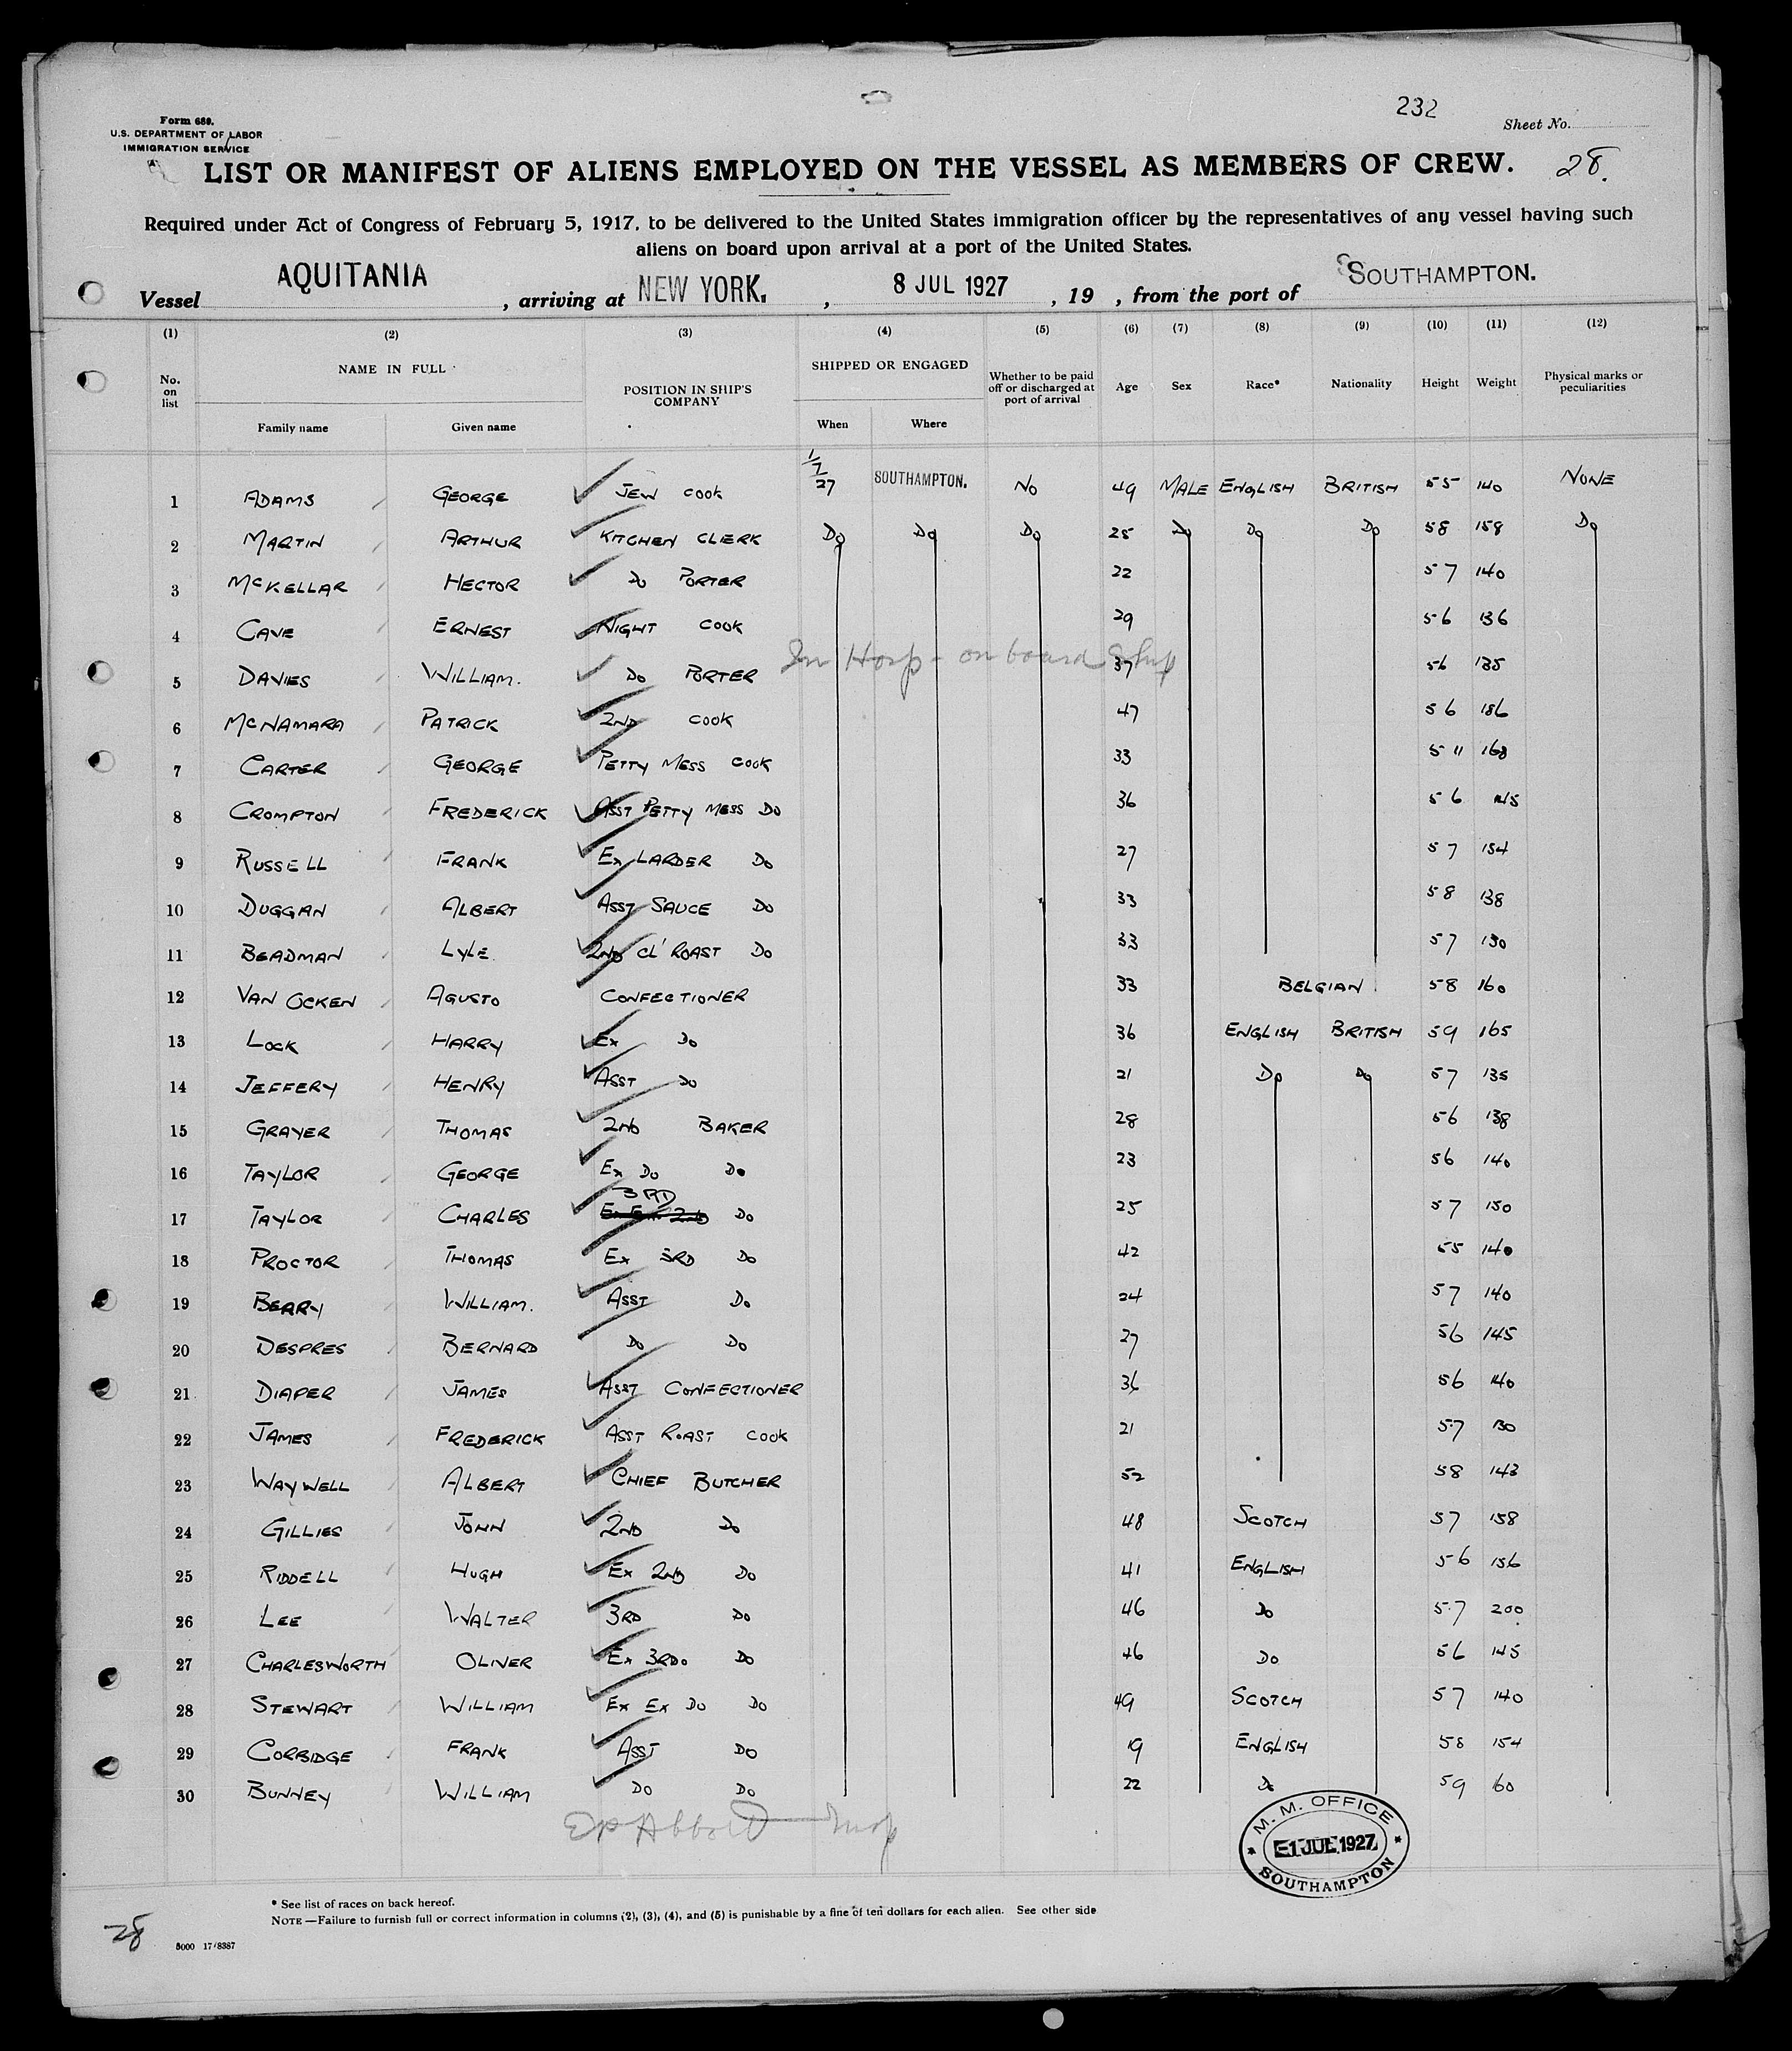 232
Form 689.
U.S. DEPARTMENT OF LABOR
IMMIGRATION SERVICE
Sheet No.
LIST OR MANIFEST OF ALIENS EMPLOYED ON THE VESSEL AS MEMBERS OF CREW. 28.
Required under Act of Congress of February 5, 1917, to be delivered to the United States immigration officer by the representatives of any vessel having such
aliens on board upon arrival at a port of the United States.
Vessel AQUITANIA, arriving at NEW YORK., 8 JUL 1927, 19 , from the port of SOUTHAMPTON.
(1) (2) (3) (4) (5) (6) (7) (8) (9) (10) (11) (12)
No. on list NAME IN FULL POSITION IN SHIP'S COMPANY SHIPPED OR ENGAGED Whether to be paid off or discharged at port of arrival Age Sex Race* Nationality Height Weight Physical marks or peculiarities
Family name Given name When Where
1 ADAMS GEORGE JEW COOK 1/7/27 SOUTHAMPTON. NO 49 MALE ENGLISH BRITISH 55 140 NONE
2 MARTIN ARTHUR KITCHEN CLERK Do Do Do 25 Do Do Do 58 158 Do
3 McKELLAR HECTOR Do PORTER 22 57 140
4 CAVE ERNEST NIGHT COOK 29 56 136
In Hosp - on board ship
5 DAVIES WILLIAM. Do PORTER 37 56 135
6 McNAMARA PATRICK 2ND COOK 47 56 186
7 CARTER GEORGE PETTY MESS COOK 33 5 11 168
8 CROMPTON FREDERICK ASST PETTY MESS DO 36 56 145
9 RUSSELL FRANK EX LARDER Do 27 57 154
10 DUGGAN ALBERT ASST SAUCE Do 33 58 138
11 BEADMAN LYLE 2ND CL' ROAST Do 33 57 130
12 VAN OCKEN AGUSTO CONFECTIONER 33 BELGIAN 58 160
13 LOCK HARRY EX Do 36 ENGLISH BRITISH 59 165
14 JEFFERY HENRY ASST Do 21 Do Do 57 135
15 GRAYER THOMAS 2ND BAKER 28 56 138
16 TAYLOR GEORGE EX Do Do 23 56 140
17 TAYLOR CHARLES 3RD Do 25 57 150
18 PROCTOR THOMAS EX 3RD Do 42 55 140
19 BERRY WILLIAM. ASST Do 24 57 140
20 DESPRES BERNARD Do Do 27 56 145
21 DIAPER JAMES ASST CONFECTIONER 36 56 140
22 JAMES FREDERICK ASST ROAST COOK 21 57 130
23 WAYWELL ALBERT CHIEF BUTCHER 52 58 143
24 GILLIES JOHN 2ND Do 48 SCOTCH 57 158
25 RIDDELL HUGH EX 2ND Do 41 ENGLISH 56 156
26 LEE WALTER 3RD Do 46 Do 57 200
27 CHARLESWORTH OLIVER EX 3RD Do 46 Do 56 145
28 STEWART WILLIAM EX EX Do Do 49 SCOTCH 57 140
29 CORBIDGE FRANK ASST DO 19 ENGLISH 58 154
30 BUNNEY WILLIAM DO Do 22 Do 59 160
Abbott
M. M. OFFICE
1 JUL 1927
SOUTHAMPTON
* See list of races on back hereof.
NOTE—Failure to furnish full or correct information in columns (2), (3), (4), and (5) is punishable by a fine of ten dollars for each alien. See other side
28
5000 17/8387